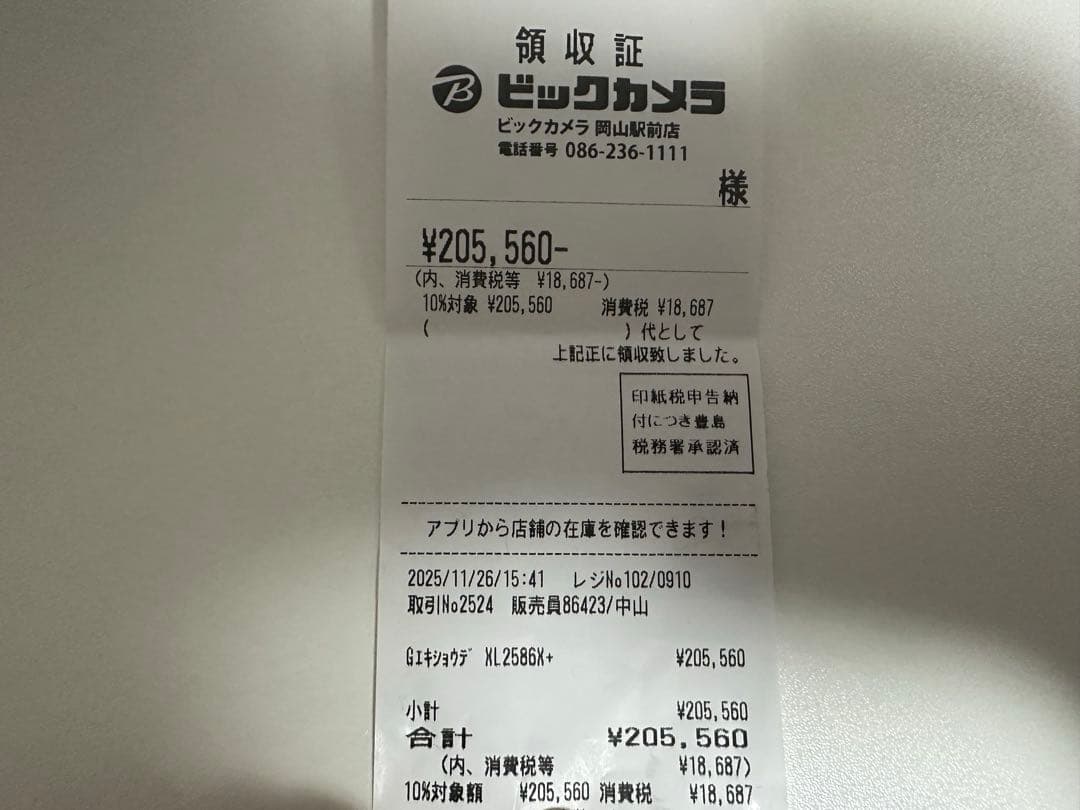 領収証
B ビックカメラ
ビックカメラ 岡山駅前店
電話番号 086-236-1111
様
¥205,560-
(内、消費税等 ¥18,687-)
10%対象 ¥205,560 消費税 ¥18,687
( )代として
上記正に領収致しました。
印紙税申告納
付につき豊島
税務署承認済
アプリから店舗の在庫を確認できます!
2025/11/26/15:41 レジNo102/0910
取引No2524 販売員86423/中山
Gエキショウデ XL2586X+ ¥205,560
小計 ¥205,560
合計 ¥205,560
(内、消費税等 ¥18,687)
10%対象額 ¥205,560 消費税 ¥18,687